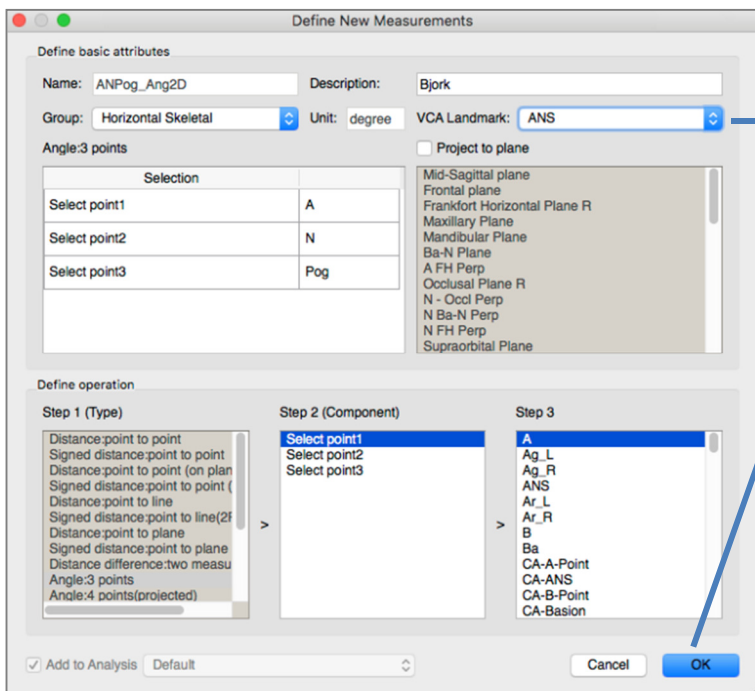 Define New Measurements
Define basic attributes
Name: ANPog_Ang2D Description: Bjork
Group: Horizontal Skeletal Unit: degree VCA Landmark: ANS
Angle:3 points Project to plane
Selection
Select point1 A
Select point2 N
Select point3 Pog
Mid-Sagittal plane
Frontal plane
Frankfort Horizontal Plane R
Maxillary Plane
Mandibular Plane
Ba-N Plane
A FH Perp
Occlusal Plane R
N - Occl Perp
N Ba-N Perp
N FH Perp
Supraorbital Plane
Define operation
Step 1 (Type) Step 2 (Component) Step 3
Distance:point to point
Signed distance:point to point
Distance:point to point (on plan
Signed distance:point to point (
Distance:point to line
Signed distance:point to line(2
Distance:point to plane
Signed distance:point to plane
Distance difference:two measu
Angle:3 points
Angle:4 points(projected)
>
Select point1
Select point2
Select point3
>
A
Ag_L
Ag_R
ANS
Ar_L
Ar_R
B
Ba
CA-A-Point
CA-ANS
CA-B-Point
CA-Basion
Add to Analysis Default Cancel OK